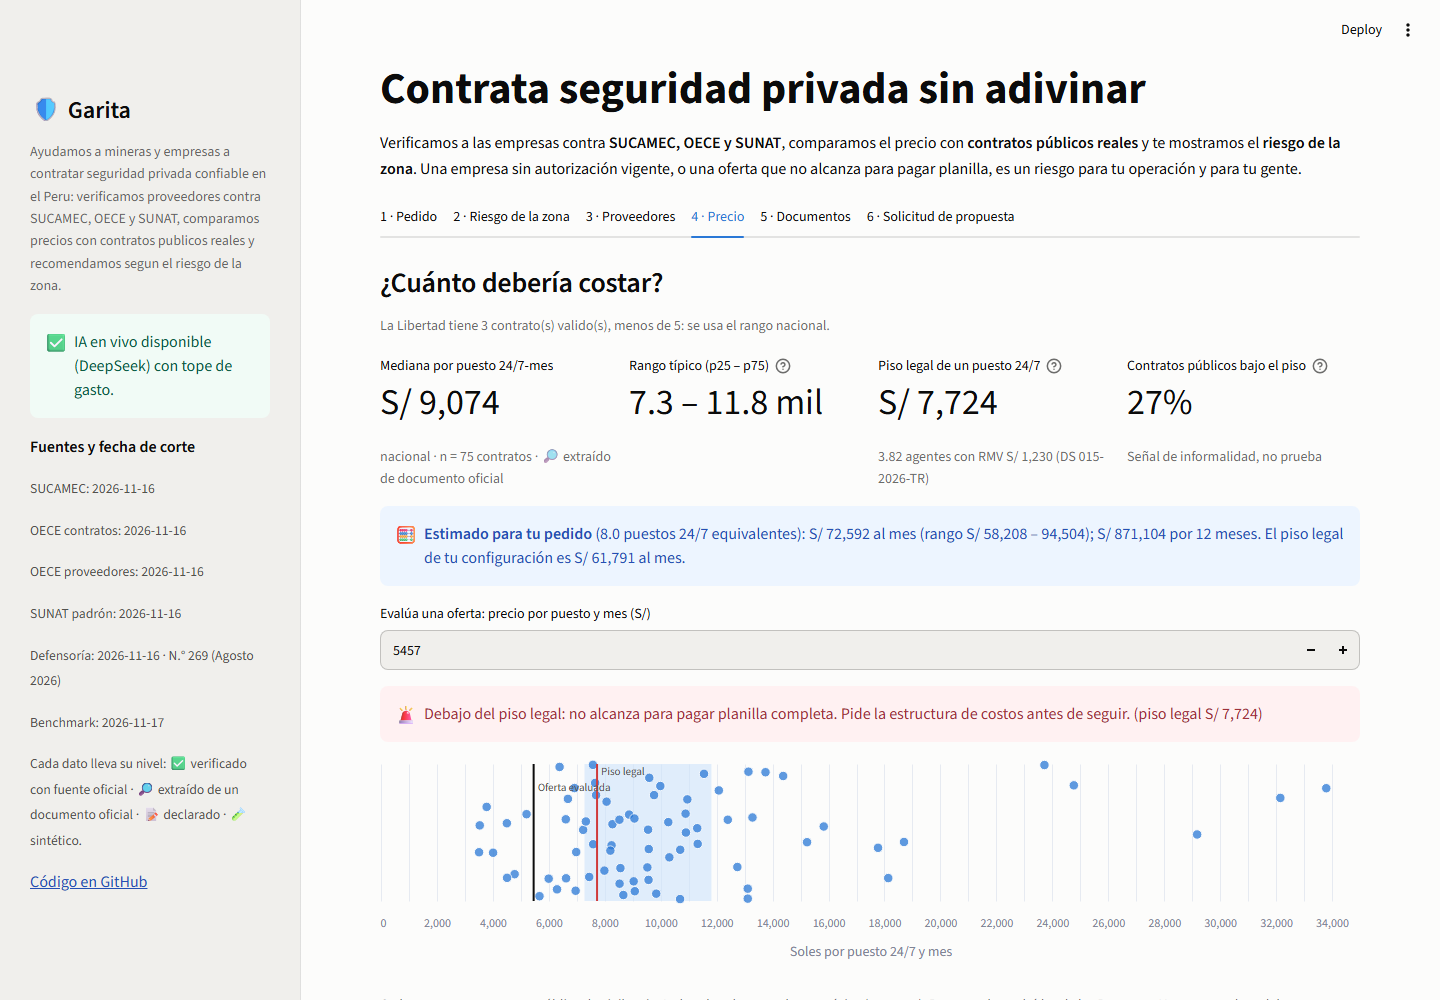 Deploy
Garita
Ayudamos a mineras y empresas a
contratar seguridad privada confiable en
el Peru: verificamos proveedores contra
SUCAMEC, OECE y SUNAT, comparamos
precios con contratos publicos reales y
recomendamos segun el riesgo de la
zona.
IA en vivo disponible
(DeepSeek) con tope de
gasto.
Fuentes y fecha de corte
SUCAMEC: 2026-11-16
OECE contratos: 2026-11-16
OECE proveedores: 2026-11-16
SUNAT padrón: 2026-11-16
Defensoría: 2026-11-16 · N.° 269 (Agosto
2026)
Benchmark: 2026-11-17
Cada dato lleva su nivel: ✅ verificado
con fuente oficial · 🔎 extraído de un
documento oficial · 📝 declarado · 🧪
sintético.
Código en GitHub
Contrata seguridad privada sin adivinar
Verificamos a las empresas contra SUCAMEC, OECE y SUNAT, comparamos el precio con contratos públicos reales y te mostramos el riesgo de la
zona. Una empresa sin autorización vigente, o una oferta que no alcanza para pagar planilla, es un riesgo para tu operación y para tu gente.
1 · Pedido 2 · Riesgo de la zona 3 · Proveedores 4 · Precio 5 · Documentos 6 · Solicitud de propuesta
¿Cuánto debería costar?
La Libertad tiene 3 contrato(s) valido(s), menos de 5: se usa el rango nacional.
Mediana por puesto 24/7-mes
S/ 9,074
nacional · n = 75 contratos · 🔎 extraído
de documento oficial
Rango típico (p25 – p75)
7.3 – 11.8 mil
Piso legal de un puesto 24/7
S/ 7,724
3.82 agentes con RMV S/ 1,230 (DS 015-
2026-TR)
Contratos públicos bajo el piso
27%
Señal de informalidad, no prueba
Estimado para tu pedido (8.0 puestos 24/7 equivalentes): S/ 72,592 al mes (rango S/ 58,208 – 94,504); S/ 871,104 por 12 meses. El piso legal
de tu configuración es S/ 61,791 al mes.
Evalúa una oferta: precio por puesto y mes (S/)
5457
Debajo del piso legal: no alcanza para pagar planilla completa. Pide la estructura de costos antes de seguir. (piso legal S/ 7,724)
Piso legal
Oferta evaluada
0 2,000 4,000 6,000 8,000 10,000 12,000 14,000 16,000 18,000 20,000 22,000 24,000 26,000 28,000 30,000 32,000 34,000
Soles por puesto 24/7 y mes